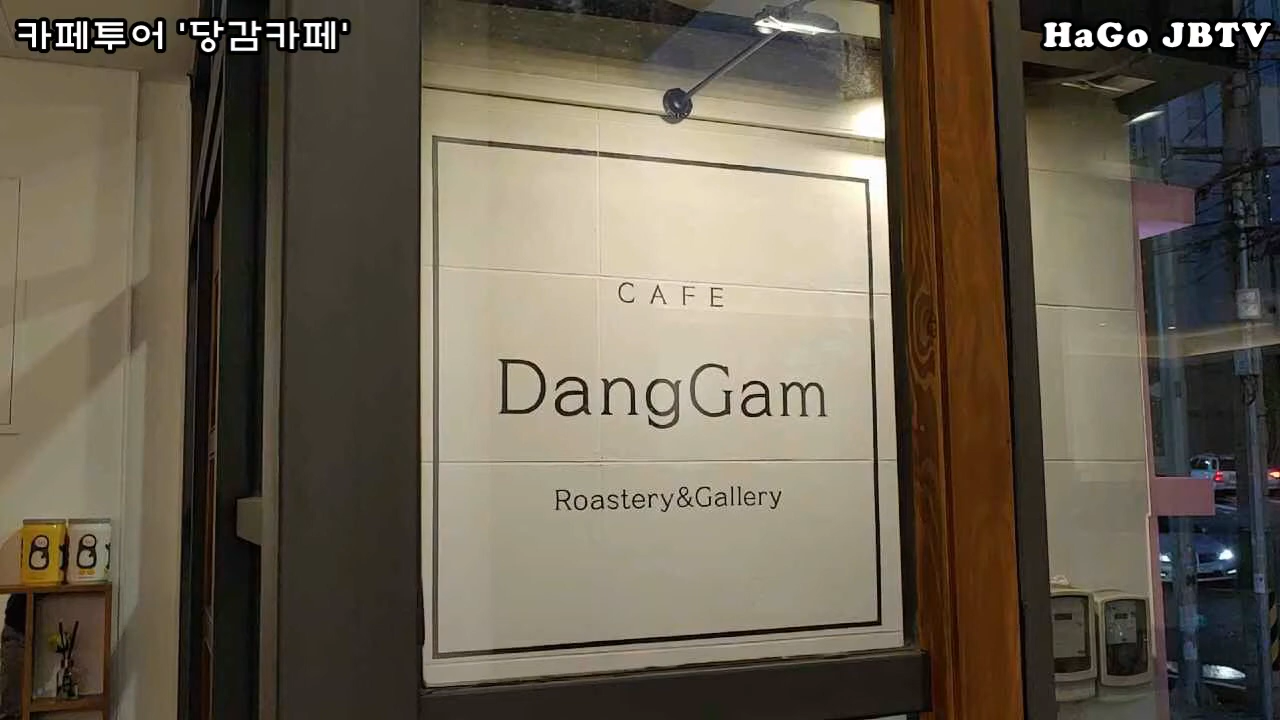 카페투어 '당감카페'
HaGo JBTV
CAFE
DangGam
Roastery&Gallery